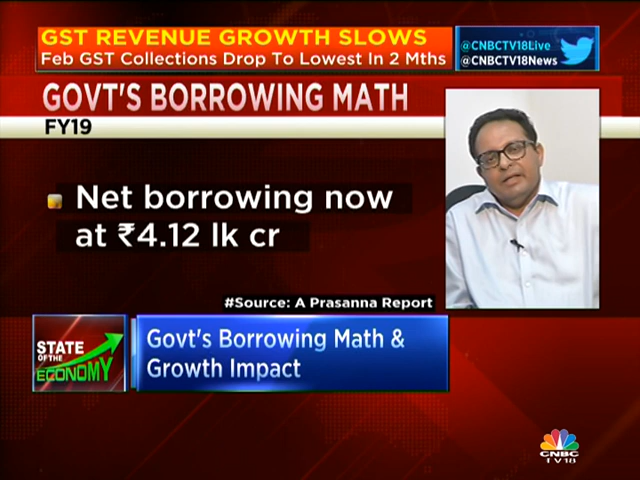 GST REVENUE GROWTH SLOWS
Feb GST Collections Drop To Lowest In 2 Mths
@CNBCTV18Live
@CNBCTV18News
GOVT'S BORROWING MATH
FY19
Net borrowing now
at ₹4.12 lk cr
#Source: A Prasanna Report
STATE
OF THE
ECONOMY
Govt's Borrowing Math &
Growth Impact
CNBC
TV18